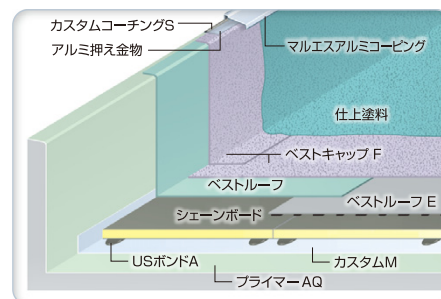 カスタムコーチングS
アルミ押え金物
マルエスアルミコーピング
仕上塗料
ベストキャップ F
ベストルーフ
ベストルーフ E
シェーンボード
USボンドA
カスタムM
プライマーAQ